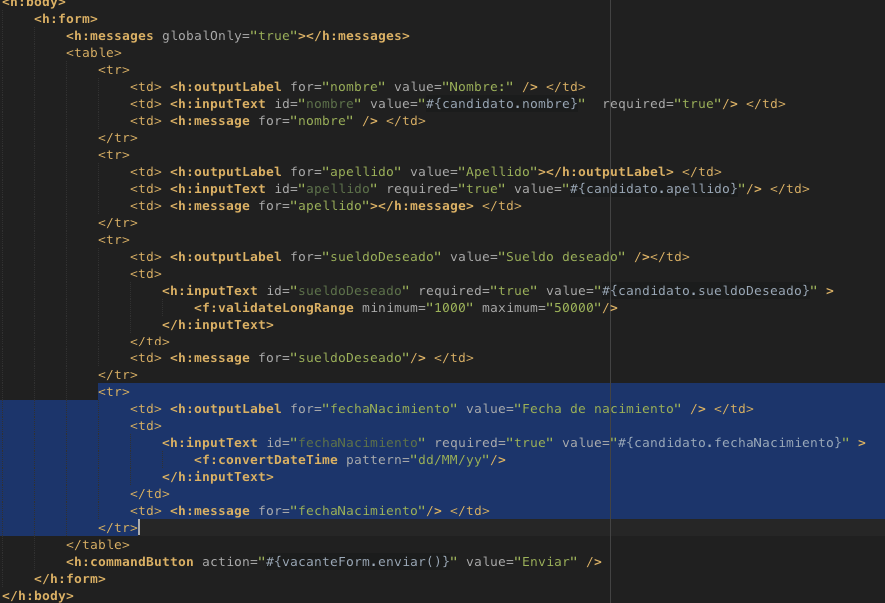 <h:body>
<h:form>
<h:messages globalOnly="true"></h:messages>
<table>
<tr>
<td> <h:outputLabel for="nombre" value="Nombre:" /> </td>
<td> <h:inputText id="nombre" value="#{candidato.nombre}"  required="true"/> </td>
<td> <h:message for="nombre" /> </td>
</tr>
<tr>
<td> <h:outputLabel for="apellido" value="Apellido"></h:outputLabel> </td>
<td> <h:inputText id="apellido" required="true" value="#{candidato.apellido}"/> </td>
<td> <h:message for="apellido"></h:message> </td>
</tr>
<tr>
<td> <h:outputLabel for="sueldoDeseado" value="Sueldo deseado" /></td>
<td>
<h:inputText id="sueldoDeseado" required="true" value="#{candidato.sueldoDeseado}" >
<f:validateLongRange minimum="1000" maximum="50000"/>
</h:inputText>
</td>
<td> <h:message for="sueldoDeseado"/> </td>
</tr>
<tr>
<td> <h:outputLabel for="fechaNacimiento" value="Fecha de nacimiento" /> </td>
<td>
<h:inputText id="fechaNacimiento" required="true" value="#{candidato.fechaNacimiento}" >
<f:convertDateTime pattern="dd/MM/yy"/>
</h:inputText>
</td>
<td> <h:message for="fechaNacimiento"/> </td>
</tr>
</table>
<h:commandButton action="#{vacanteForm.enviar()}" value="Enviar" />
</h:form>
</h:body>